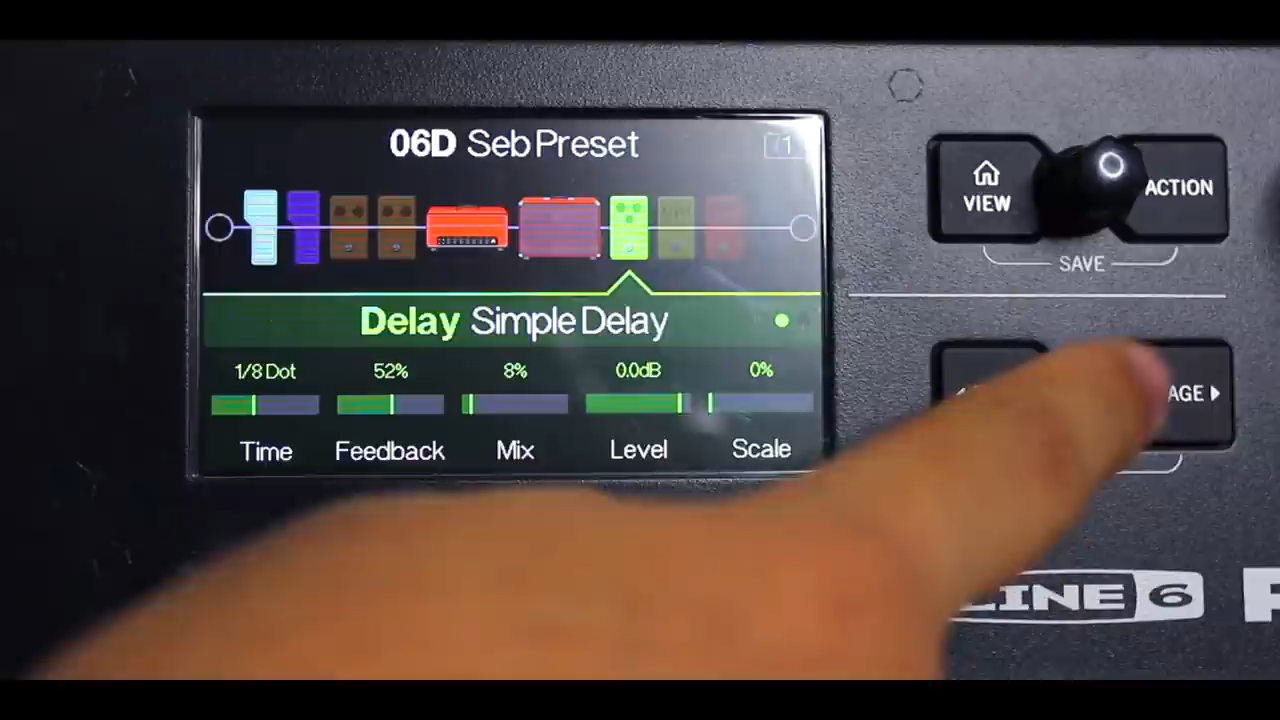 06D Seb Preset
1
VIEW
ACTION
SAVE
Delay Simple Delay
1/8 Dot 52% 8% 0.0dB 0%
Time Feedback Mix Level Scale
LINE 6